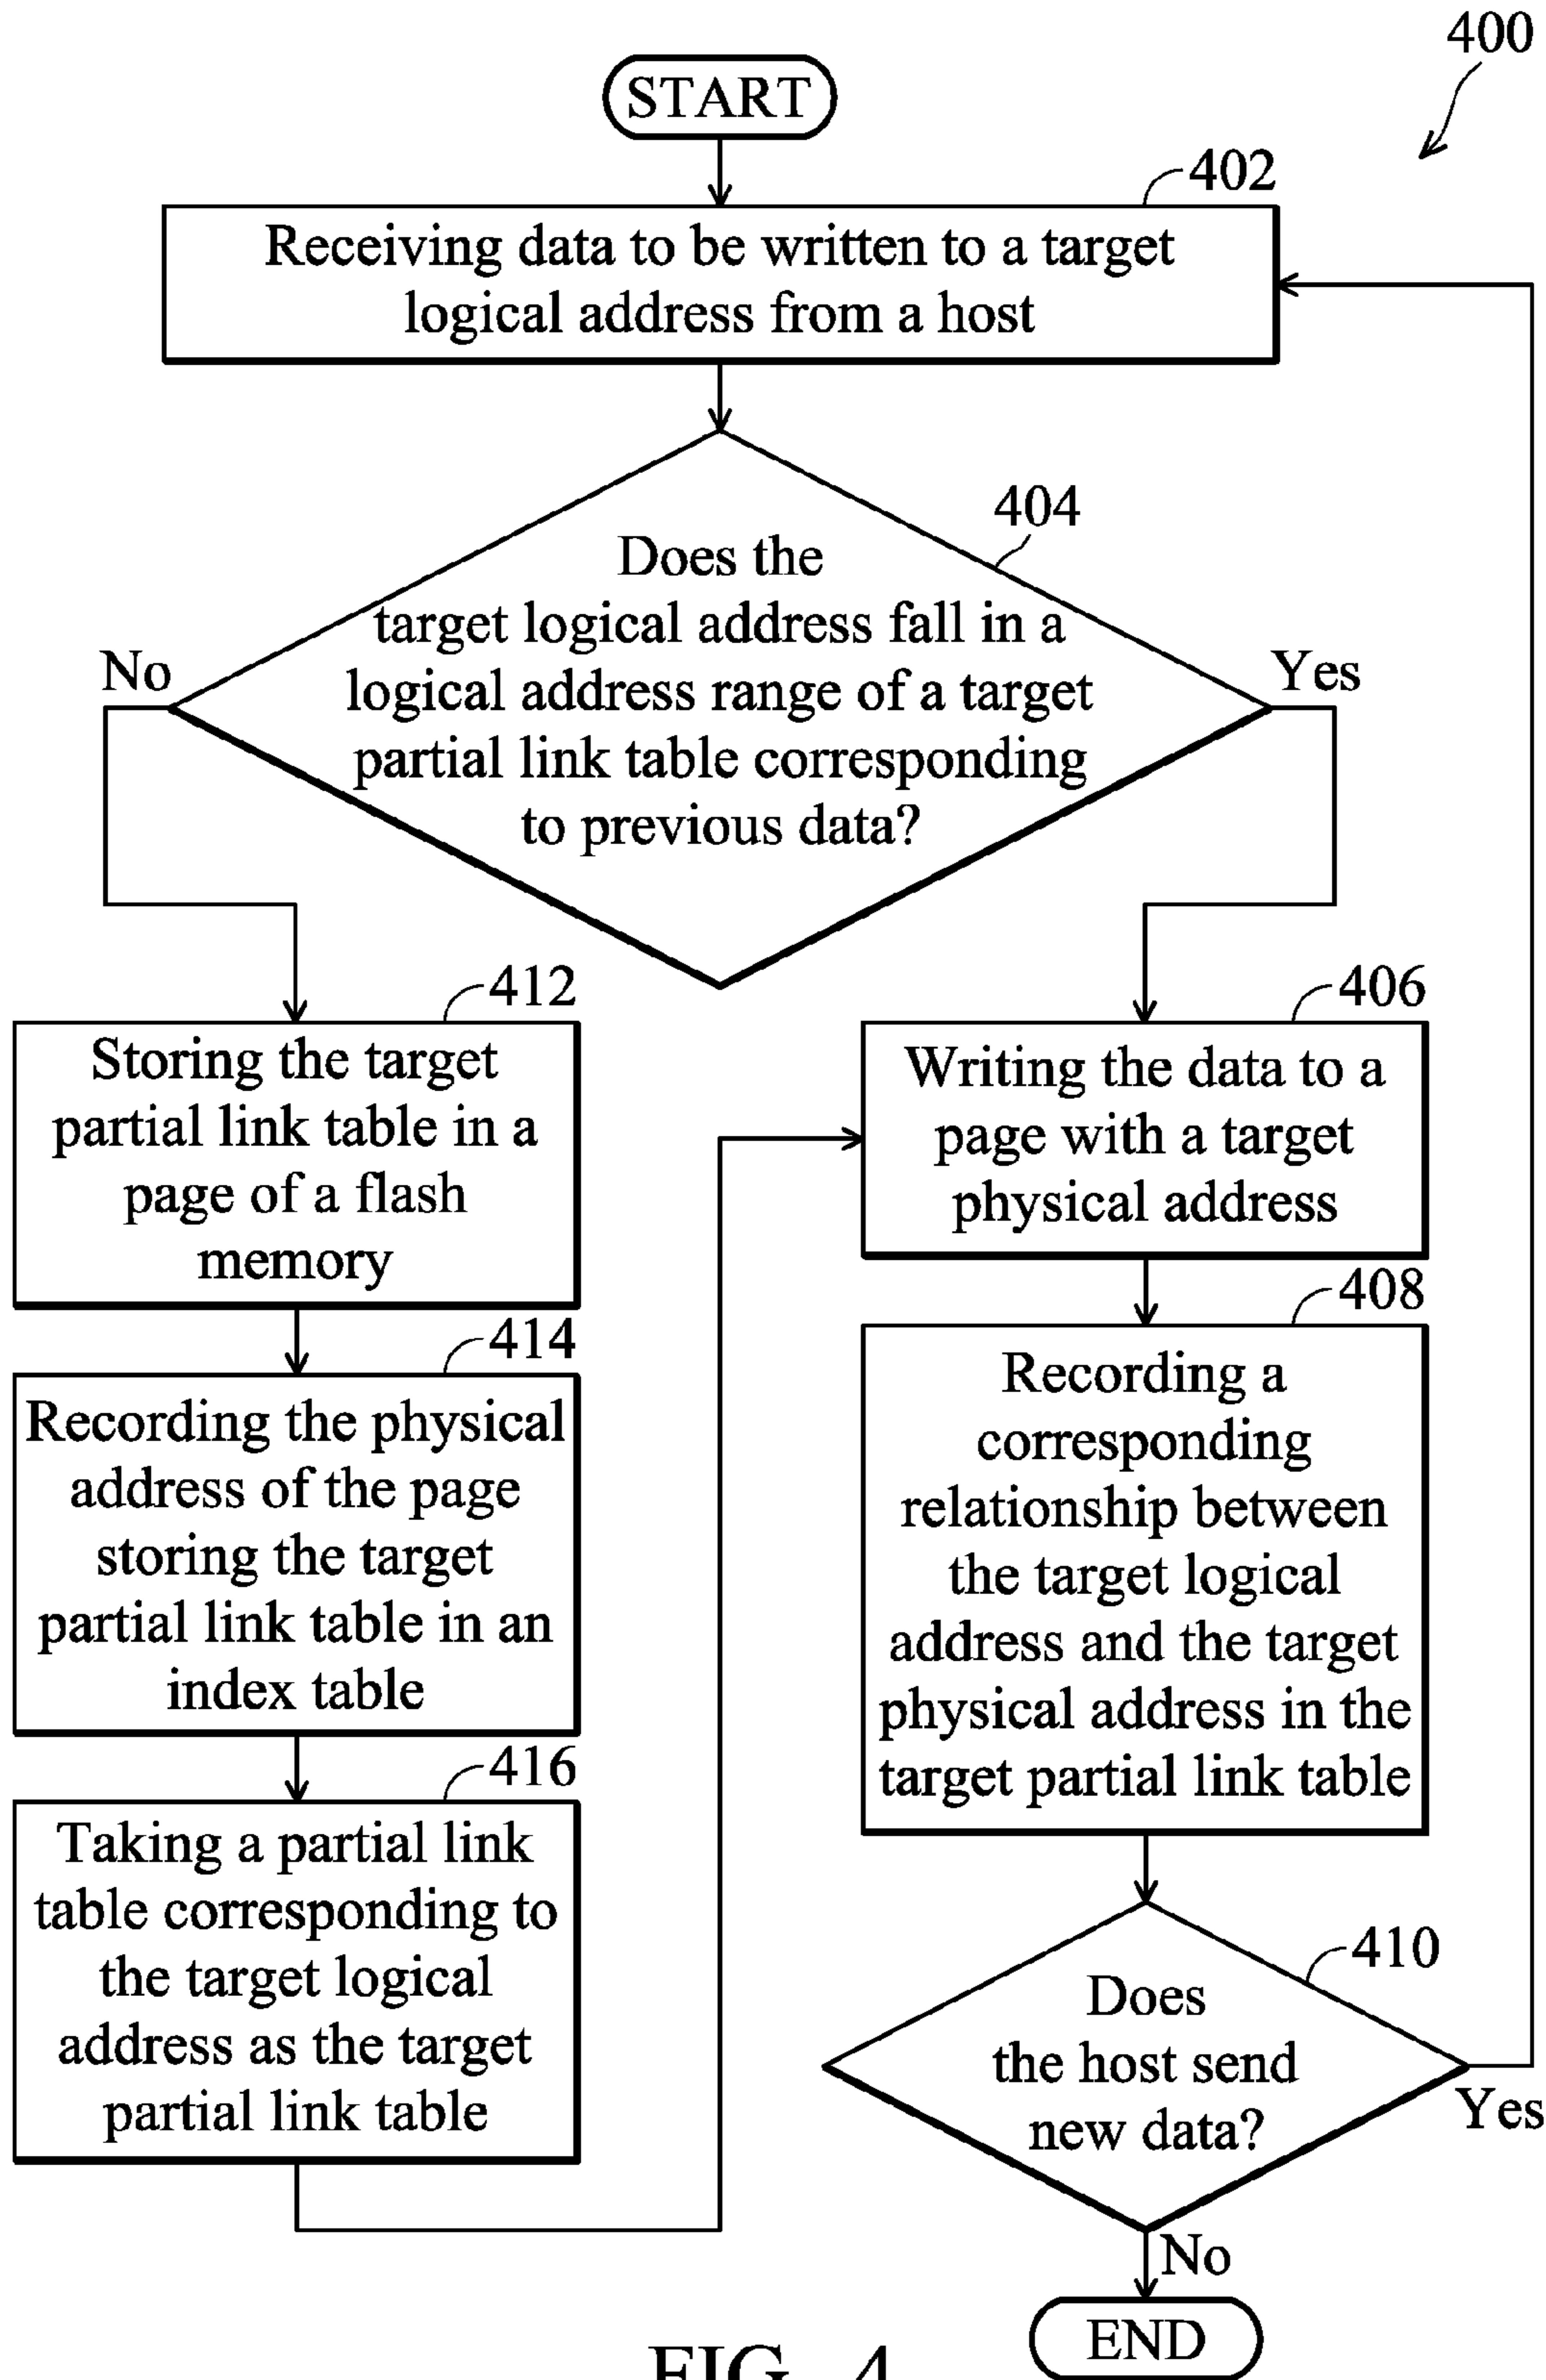 400
START
402
Receiving data to be written to a target
logical address from a host
404
Does the
target logical address fall in a
logical address range of a target
partial link table corresponding
to previous data?
No
Yes
412
Storing the target
partial link table in a
page of a flash
memory
414
Recording the physical
address of the page
storing the target
partial link table in an
index table
416
Taking a partial link
table corresponding to
the target logical
address as the target
partial link table
406
Writing the data to a
page with a target
physical address
408
Recording a
corresponding
relationship between
the target logical
address and the target
physical address in the
target partial link table
410
Does
the host send
new data?
Yes
No
END
FIG. 4